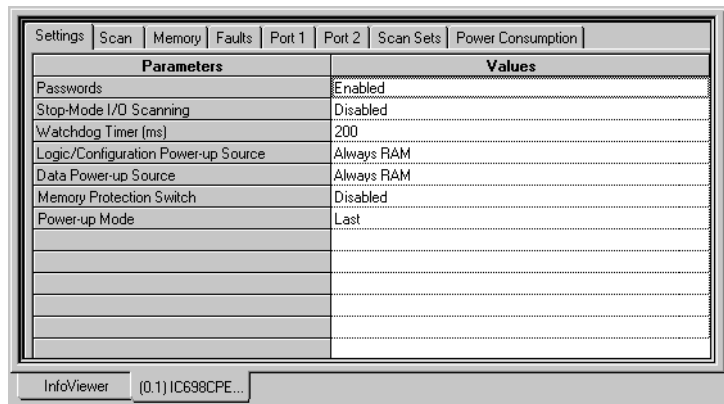 Settings Scan Memory Faults Port 1 Port 2 Scan Sets Power Consumption
Parameters Values
Passwords Enabled
Stop-Mode I/O Scanning Disabled
Watchdog Timer (ms) 200
Logic/Configuration Power-up Source Always RAM
Data Power-up Source Always RAM
Memory Protection Switch Disabled
Power-up Mode Last
InfoViewer (0.1) IC698CPE...